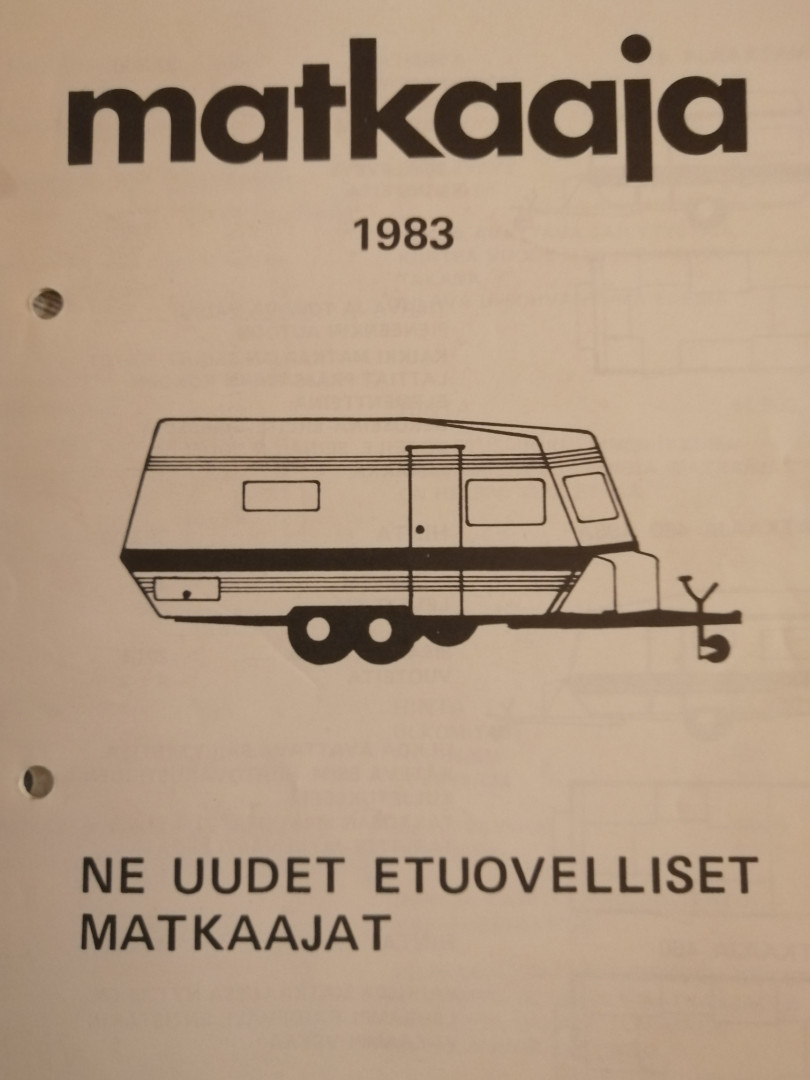 matkaaja
1983
NE UUDET ETUOVELLISET
MATKAAJAT